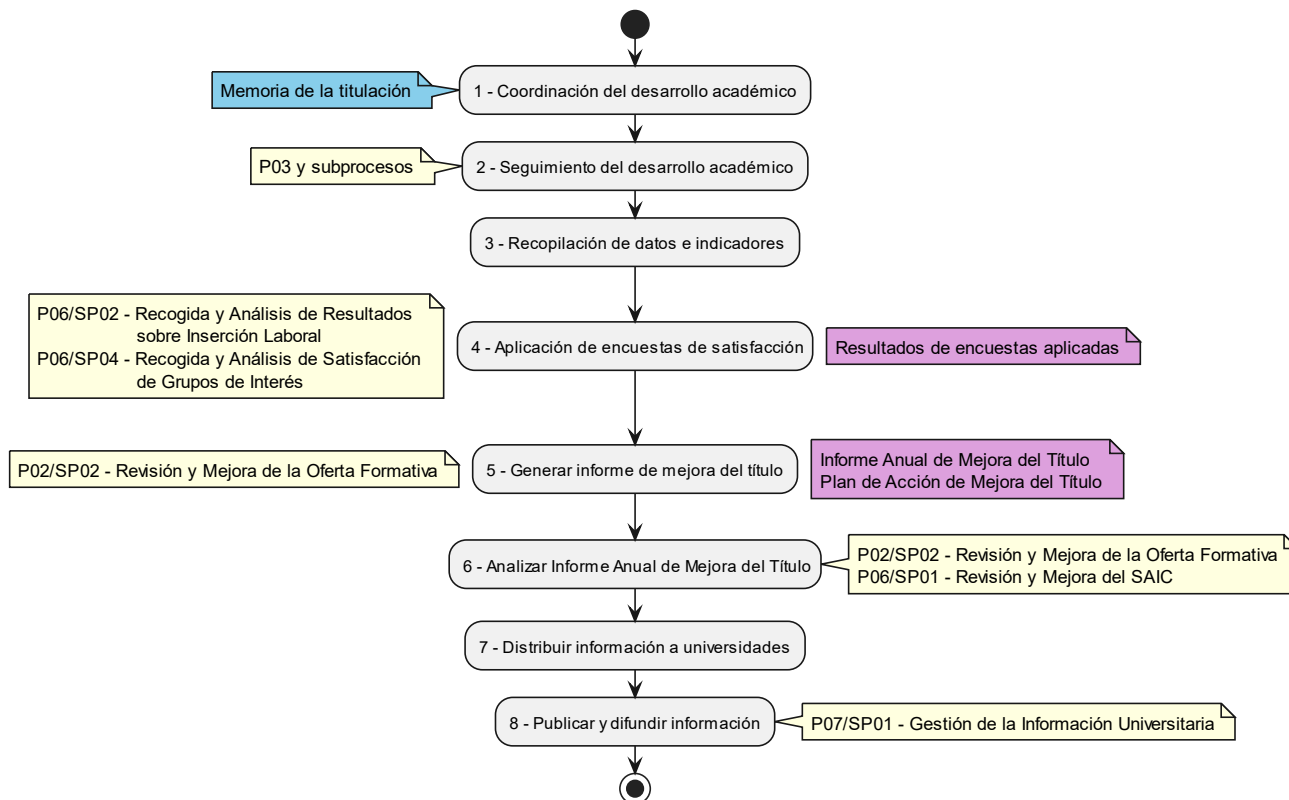 Memoria de la titulación
1 - Coordinación del desarrollo académico
P03 y subprocesos
2 - Seguimiento del desarrollo académico
3 - Recopilación de datos e indicadores
P06/SP02 - Recogida y Análisis de Resultados
sobre Inserción Laboral
P06/SP04 - Recogida y Análisis de Satisfacción
de Grupos de Interés
4 - Aplicación de encuestas de satisfacción
Resultados de encuestas aplicadas
P02/SP02 - Revisión y Mejora de la Oferta Formativa
5 - Generar informe de mejora del título
Informe Anual de Mejora del Título
Plan de Acción de Mejora del Título
6 - Analizar Informe Anual de Mejora del Título
P02/SP02 - Revisión y Mejora de la Oferta Formativa
P06/SP01 - Revisión y Mejora del SAIC
7 - Distribuir información a universidades
8 - Publicar y difundir información
P07/SP01 - Gestión de la Información Universitaria